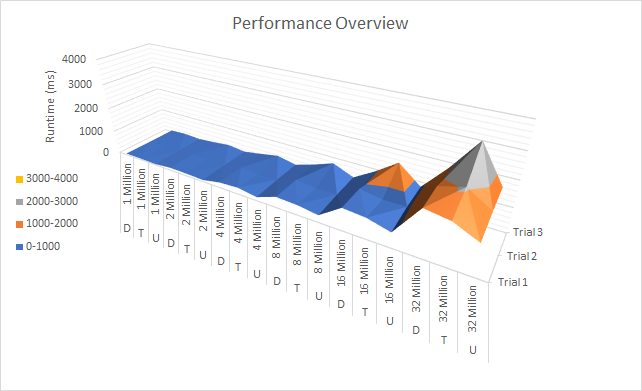 Performance Overview
4000
3000
2000
1000
0
Runtime (ms)
3000-4000
2000-3000
1000-2000
0-1000
D 1 Million
T 1 Million
U 1 Million
D 2 Million
T 2 Million
U 2 Million
D 4 Million
T 4 Million
U 4 Million
D 8 Million
T 8 Million
U 8 Million
D 16 Million
T 16 Million
U 16 Million
D 32 Million
T 32 Million
U 32 Million
Trial 3
Trial 2
Trial 1